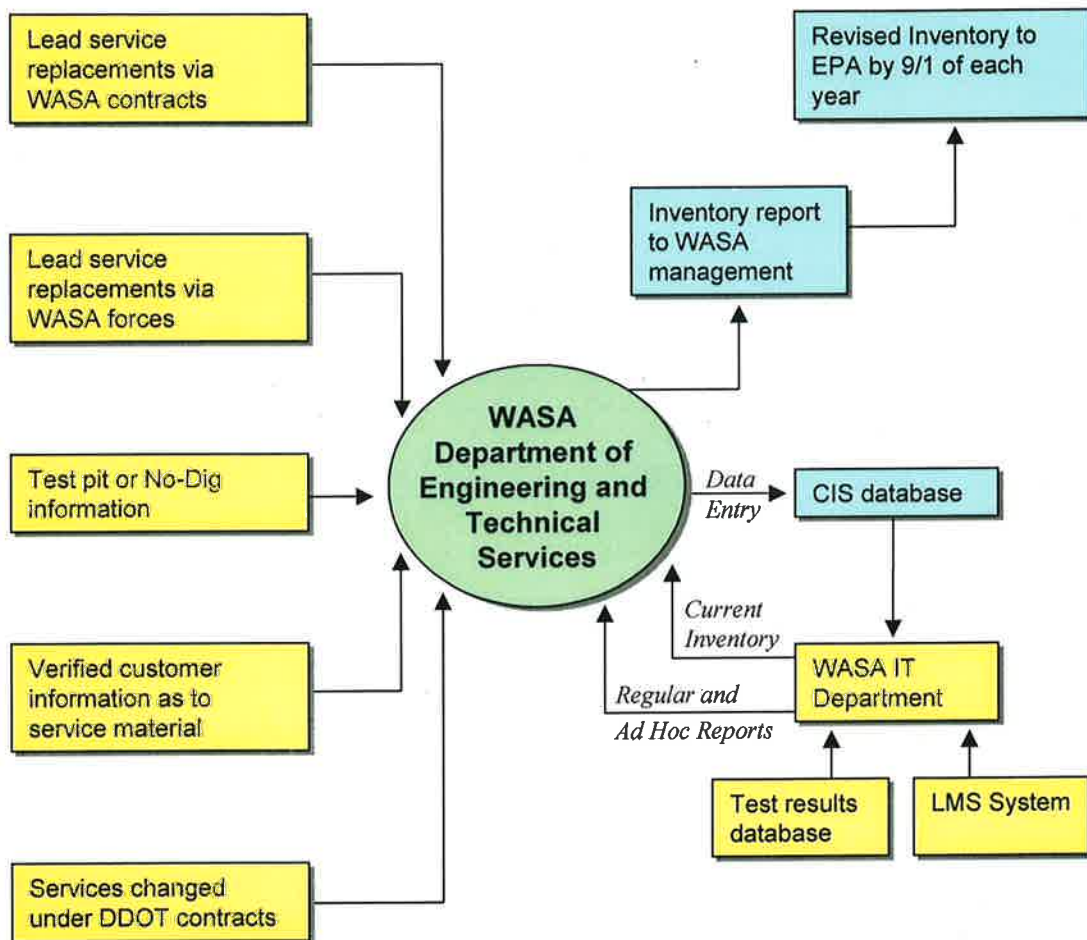 Lead service
replacements via
WASA contracts
Revised Inventory to
EPA by 9/1 of each
year
Inventory report
to WASA
management
Lead service
replacements via
WASA forces
WASA
Department of
Engineering and
Technical
Services
Test pit or No-Dig
information
Data
Entry
CIS database
Current
Inventory
Verified customer
information as to
service material
WASA IT
Department
Regular and
Ad Hoc Reports
Test results
database
LMS System
Services changed
under DDOT contracts